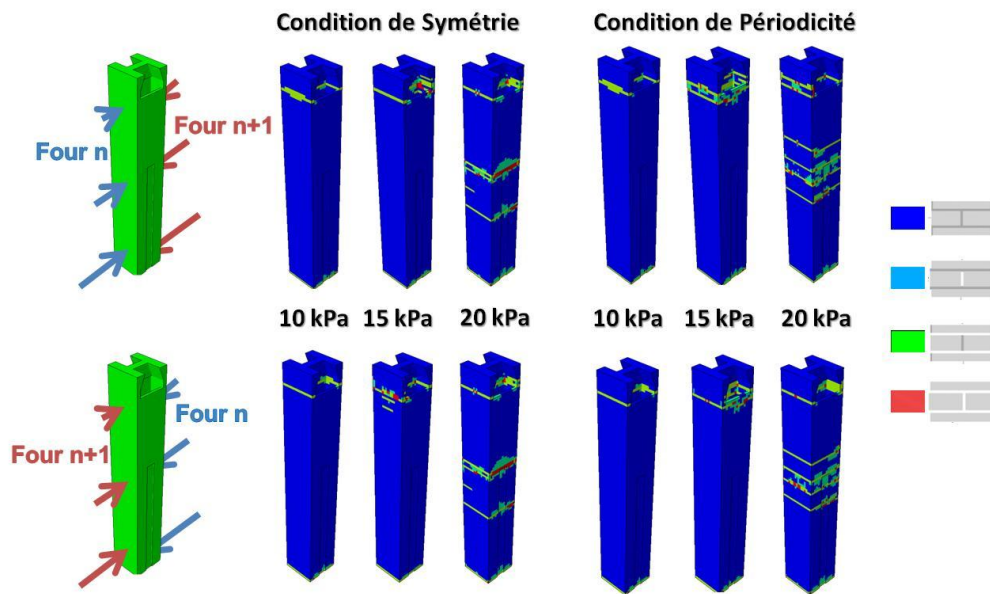 Condition de Symétrie
Condition de Périodicité
Four n+1
Four n
10 kPa 15 kPa 20 kPa
10 kPa 15 kPa 20 kPa
Four n
Four n+1